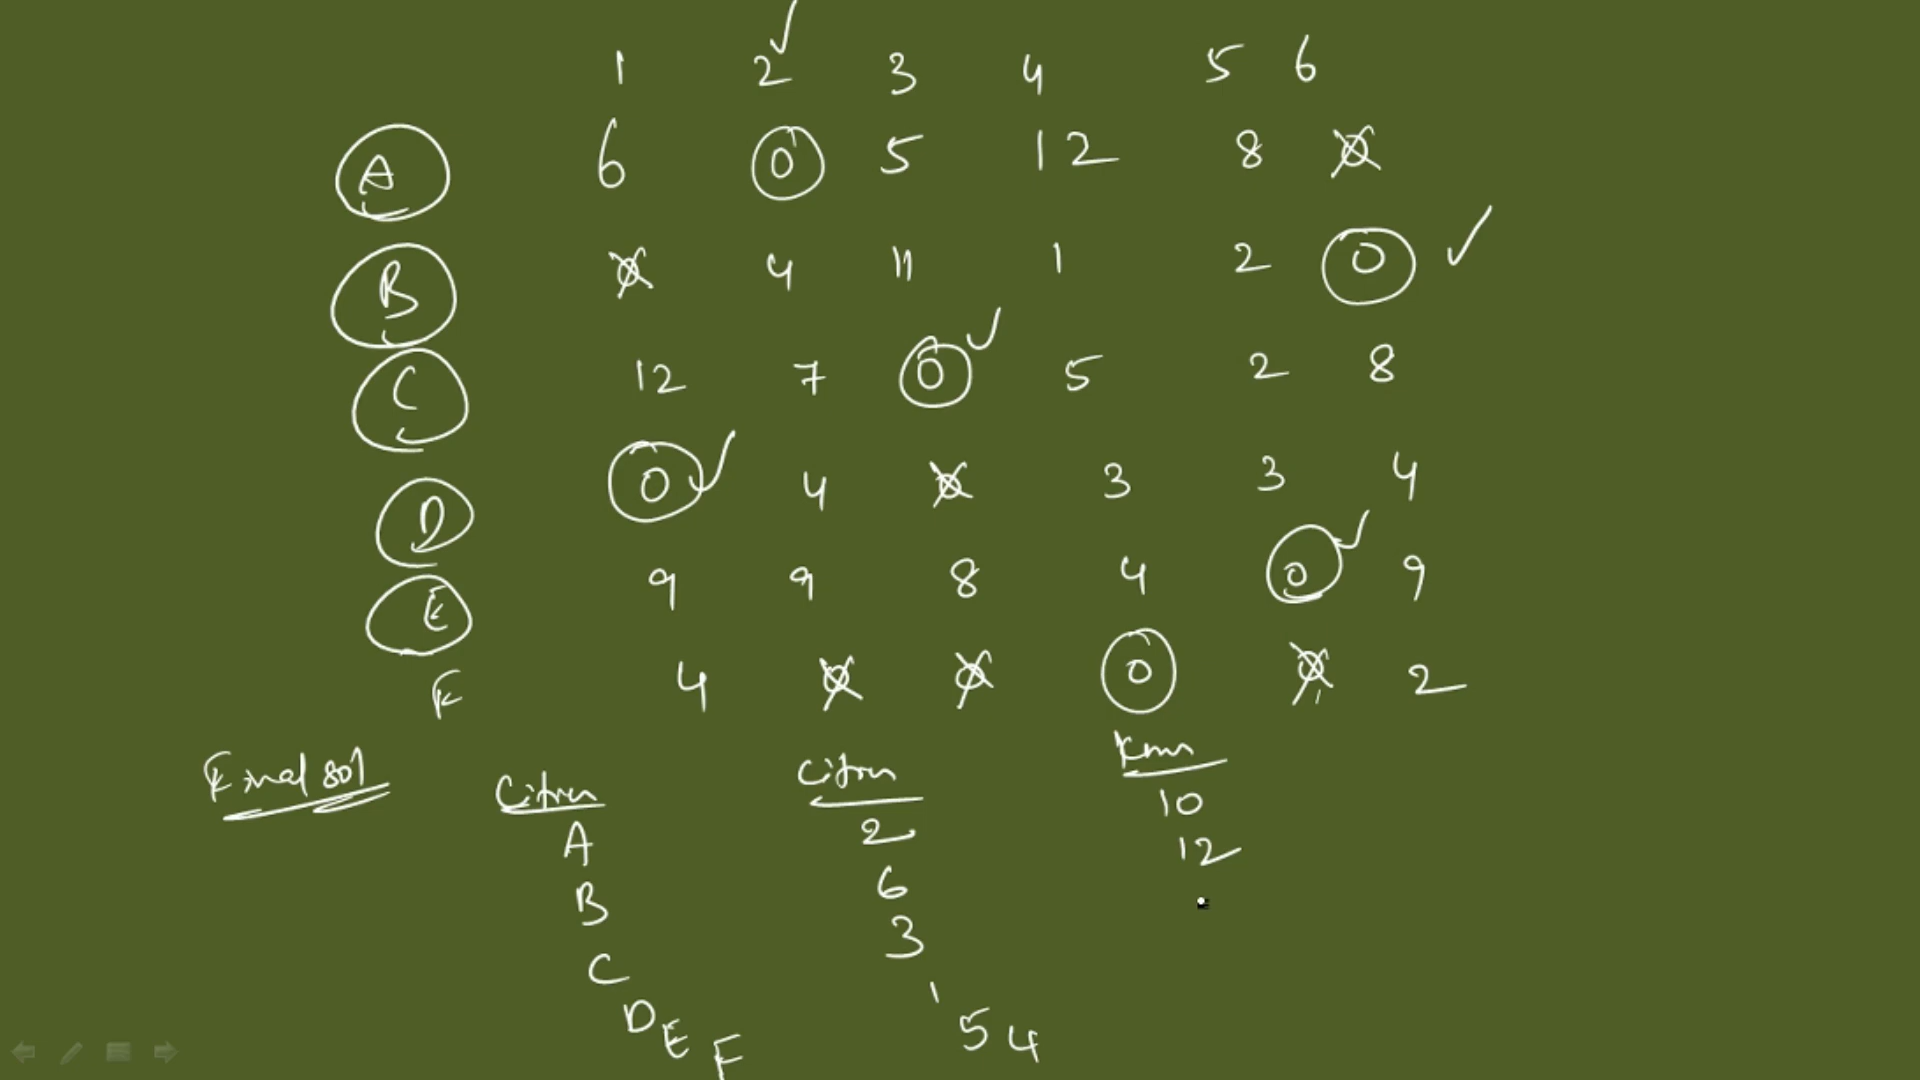 1 2 3 4 5 6
A 6 0 5 12 8 0
B 0 4 11 1 2 0
C 12 7 0 5 2 8
D 0 4 0 3 3 4
E 9 9 8 4 0 9
F 4 0 0 0 0 2
Final sol
Kms
A 2 10
B 6 12
C 3
D 1
E 5
F 4